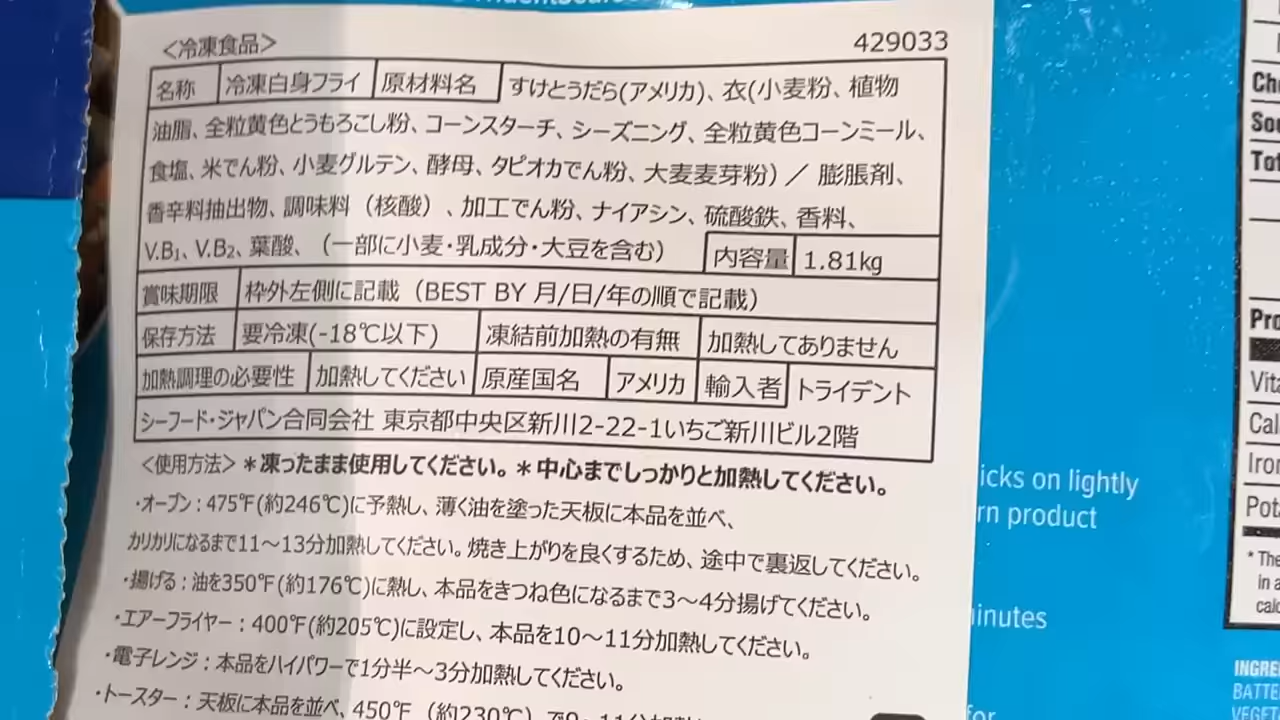 <冷凍食品>
429033
名称 冷凍白身フライ 原材料名 すけとうだら(アメリカ)、衣(小麦粉、植物
油脂、全粒黄色とうもろこし粉、コーンスターチ、シーズニング、全粒黄色コーンミール、
食塩、米でん粉、小麦グルテン、酵母、タピオカでん粉、大麦麦芽粉)／膨脹剤、
香辛料抽出物、調味料(核酸)、加工でん粉、ナイアシン、硫酸鉄、香料、
V.B1、V.B2、葉酸、(一部に小麦・乳成分・大豆を含む) 内容量 1.81kg
賞味期限 枠外左側に記載(BEST BY 月/日/年の順で記載)
保存方法 要冷凍(-18℃以下) 凍結前加熱の有無 加熱してありません
加熱調理の必要性 加熱してください 原産国名 アメリカ 輸入者 トライデント
シーフード・ジャパン合同会社 東京都中央区新川2-22-1いちご新川ビル2階
<使用方法> *凍ったまま使用してください。*中心までしっかりと加熱してください。
・オーブン：475℉(約246℃)に予熱し、薄く油を塗った天板に本品を並べ、
カリカリになるまで11～13分加熱してください。焼き上がりを良くするため、途中で裏返してください。
・揚げる：油を350℉(約176℃)に熱し、本品をきつね色になるまで3～4分揚げてください。
・エアーフライヤー：400℉(約205℃)に設定し、本品を10～11分加熱してください。
・電子レンジ：本品をハイパワーで1分半～3分加熱してください。
・トースター：天板に本品を並べ、450℉(約230℃)で9～11分加熱
icks on lightly
rn product
inutes
for
Pro
Vita
Cal
Iron
Pota
* The
in a
calo
INGRE
BATTE
VEGET